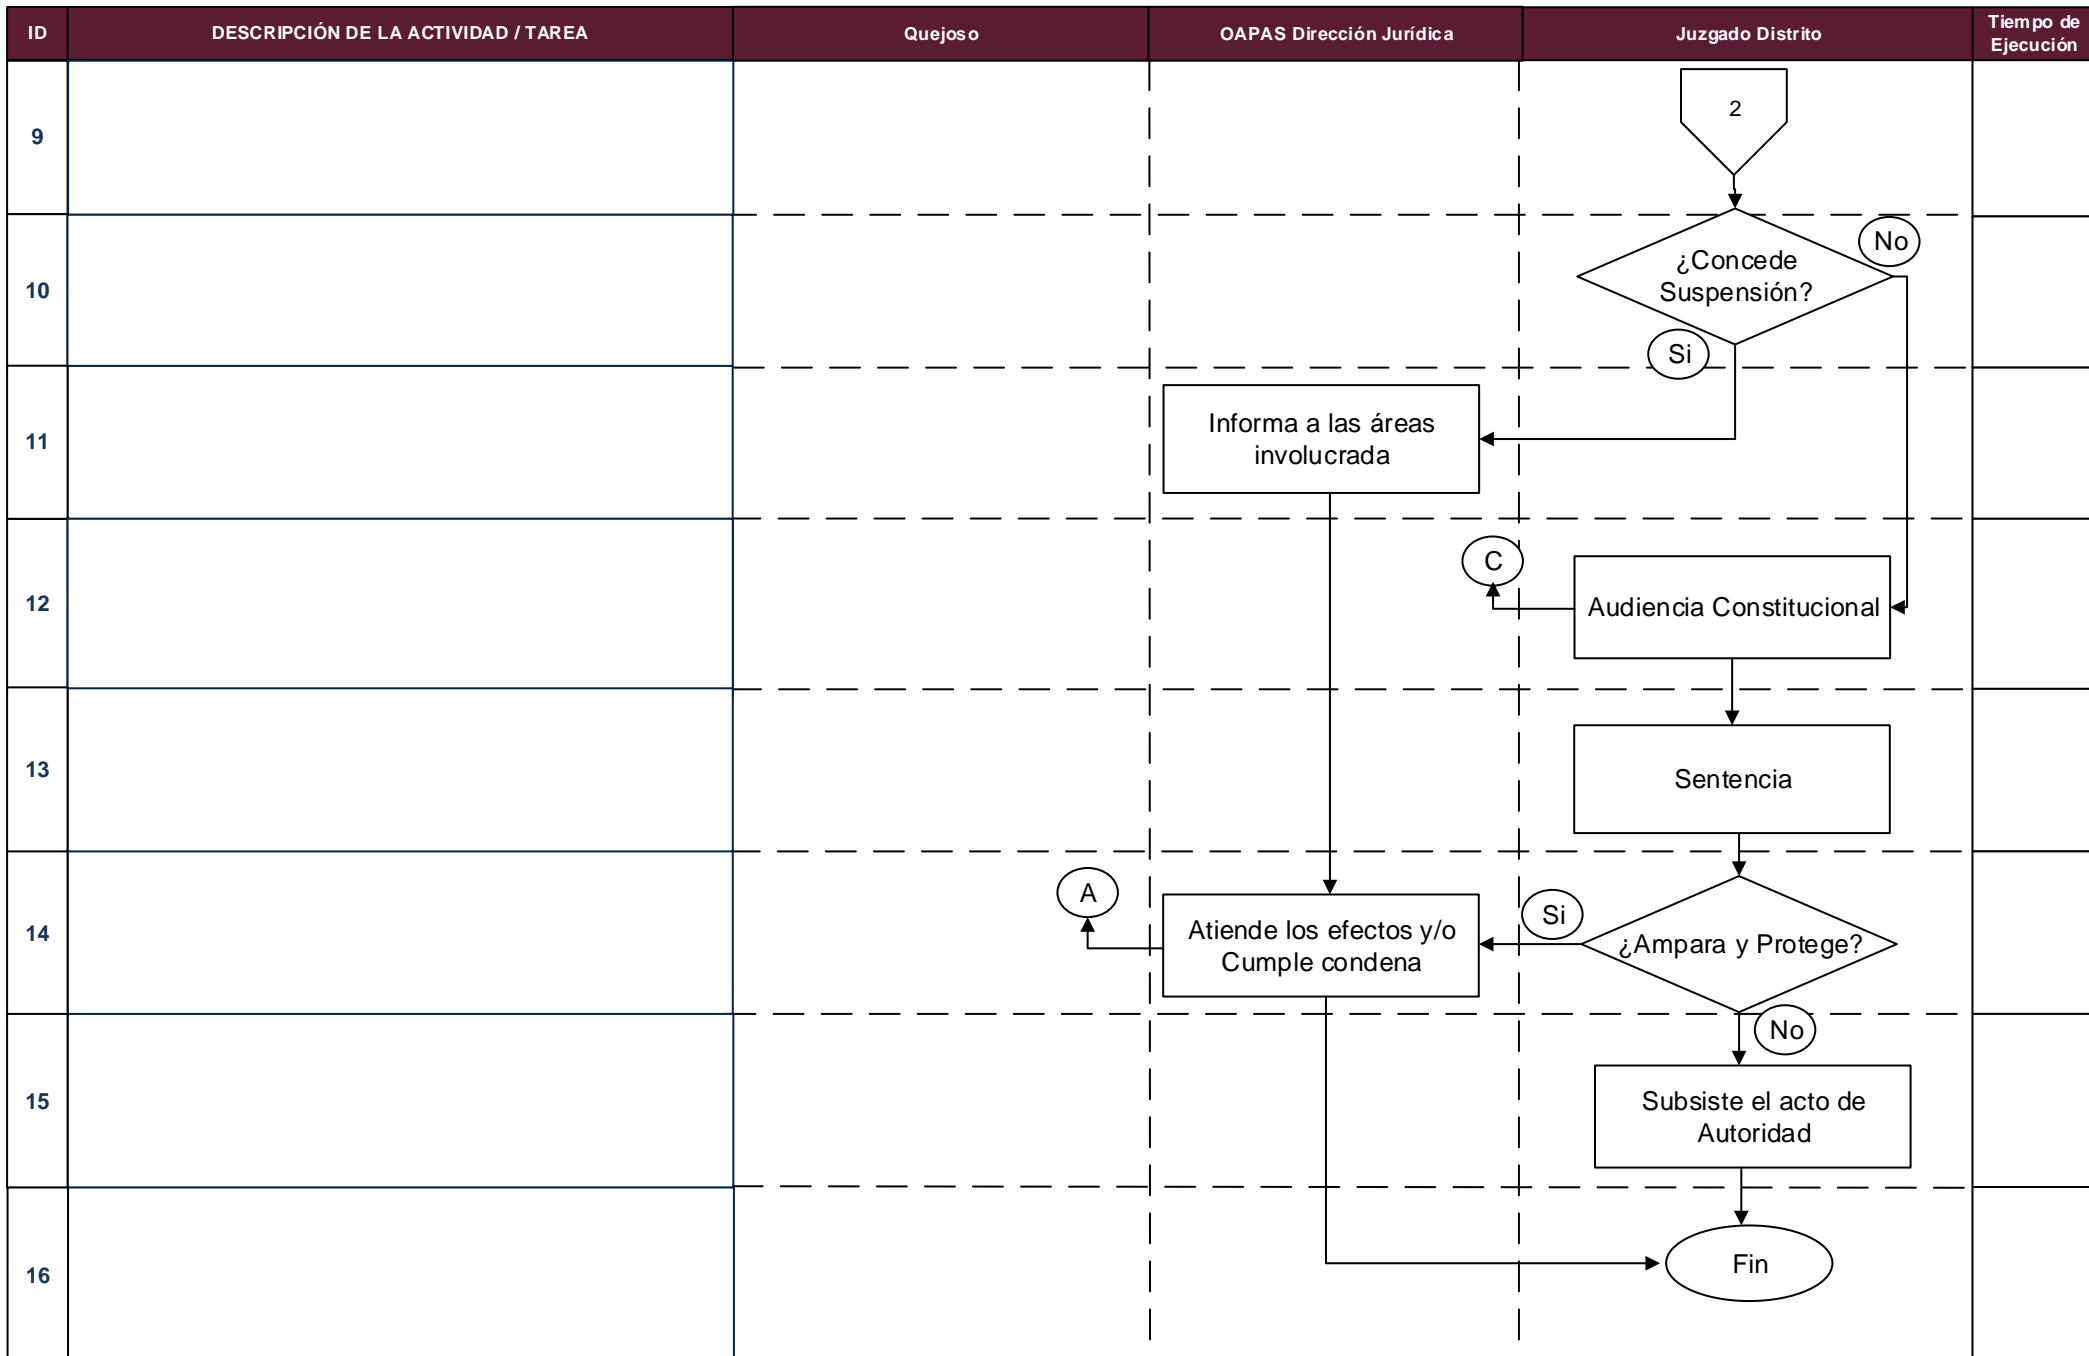 ID
DESCRIPCIÓN DE LA ACTIVIDAD / TAREA
Quejoso
OAPAS Dirección Jurídica
Juzgado Distrito
Tiempo de
Ejecución
9
2
10
¿Concede
Suspensión?
No
Si
11
Informa a las áreas
involucrada
12
C
Audiencia Constitucional
13
Sentencia
14
A
Atiende los efectos y/o
Cumple condena
Si
¿Ampara y Protege?
No
15
Subsiste el acto de
Autoridad
16
Fin